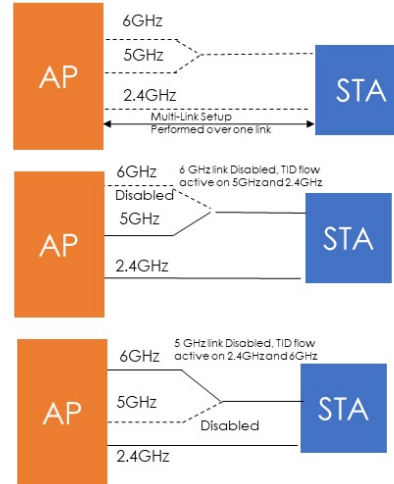 6GHz
5GHz
AP
STA
2.4GHz
Multi-Link Setup
Performed over one link
6GHz
6 GHz link Disabled, TID flow
active on 5GHz and 2.4GHz
Disabled
5GHz
AP
STA
2.4GHz
5 GHz link Disabled, TID flow
active on 2.4GHz and 6GHz
6GHz
5GHz
AP
STA
Disabled
2.4GHz